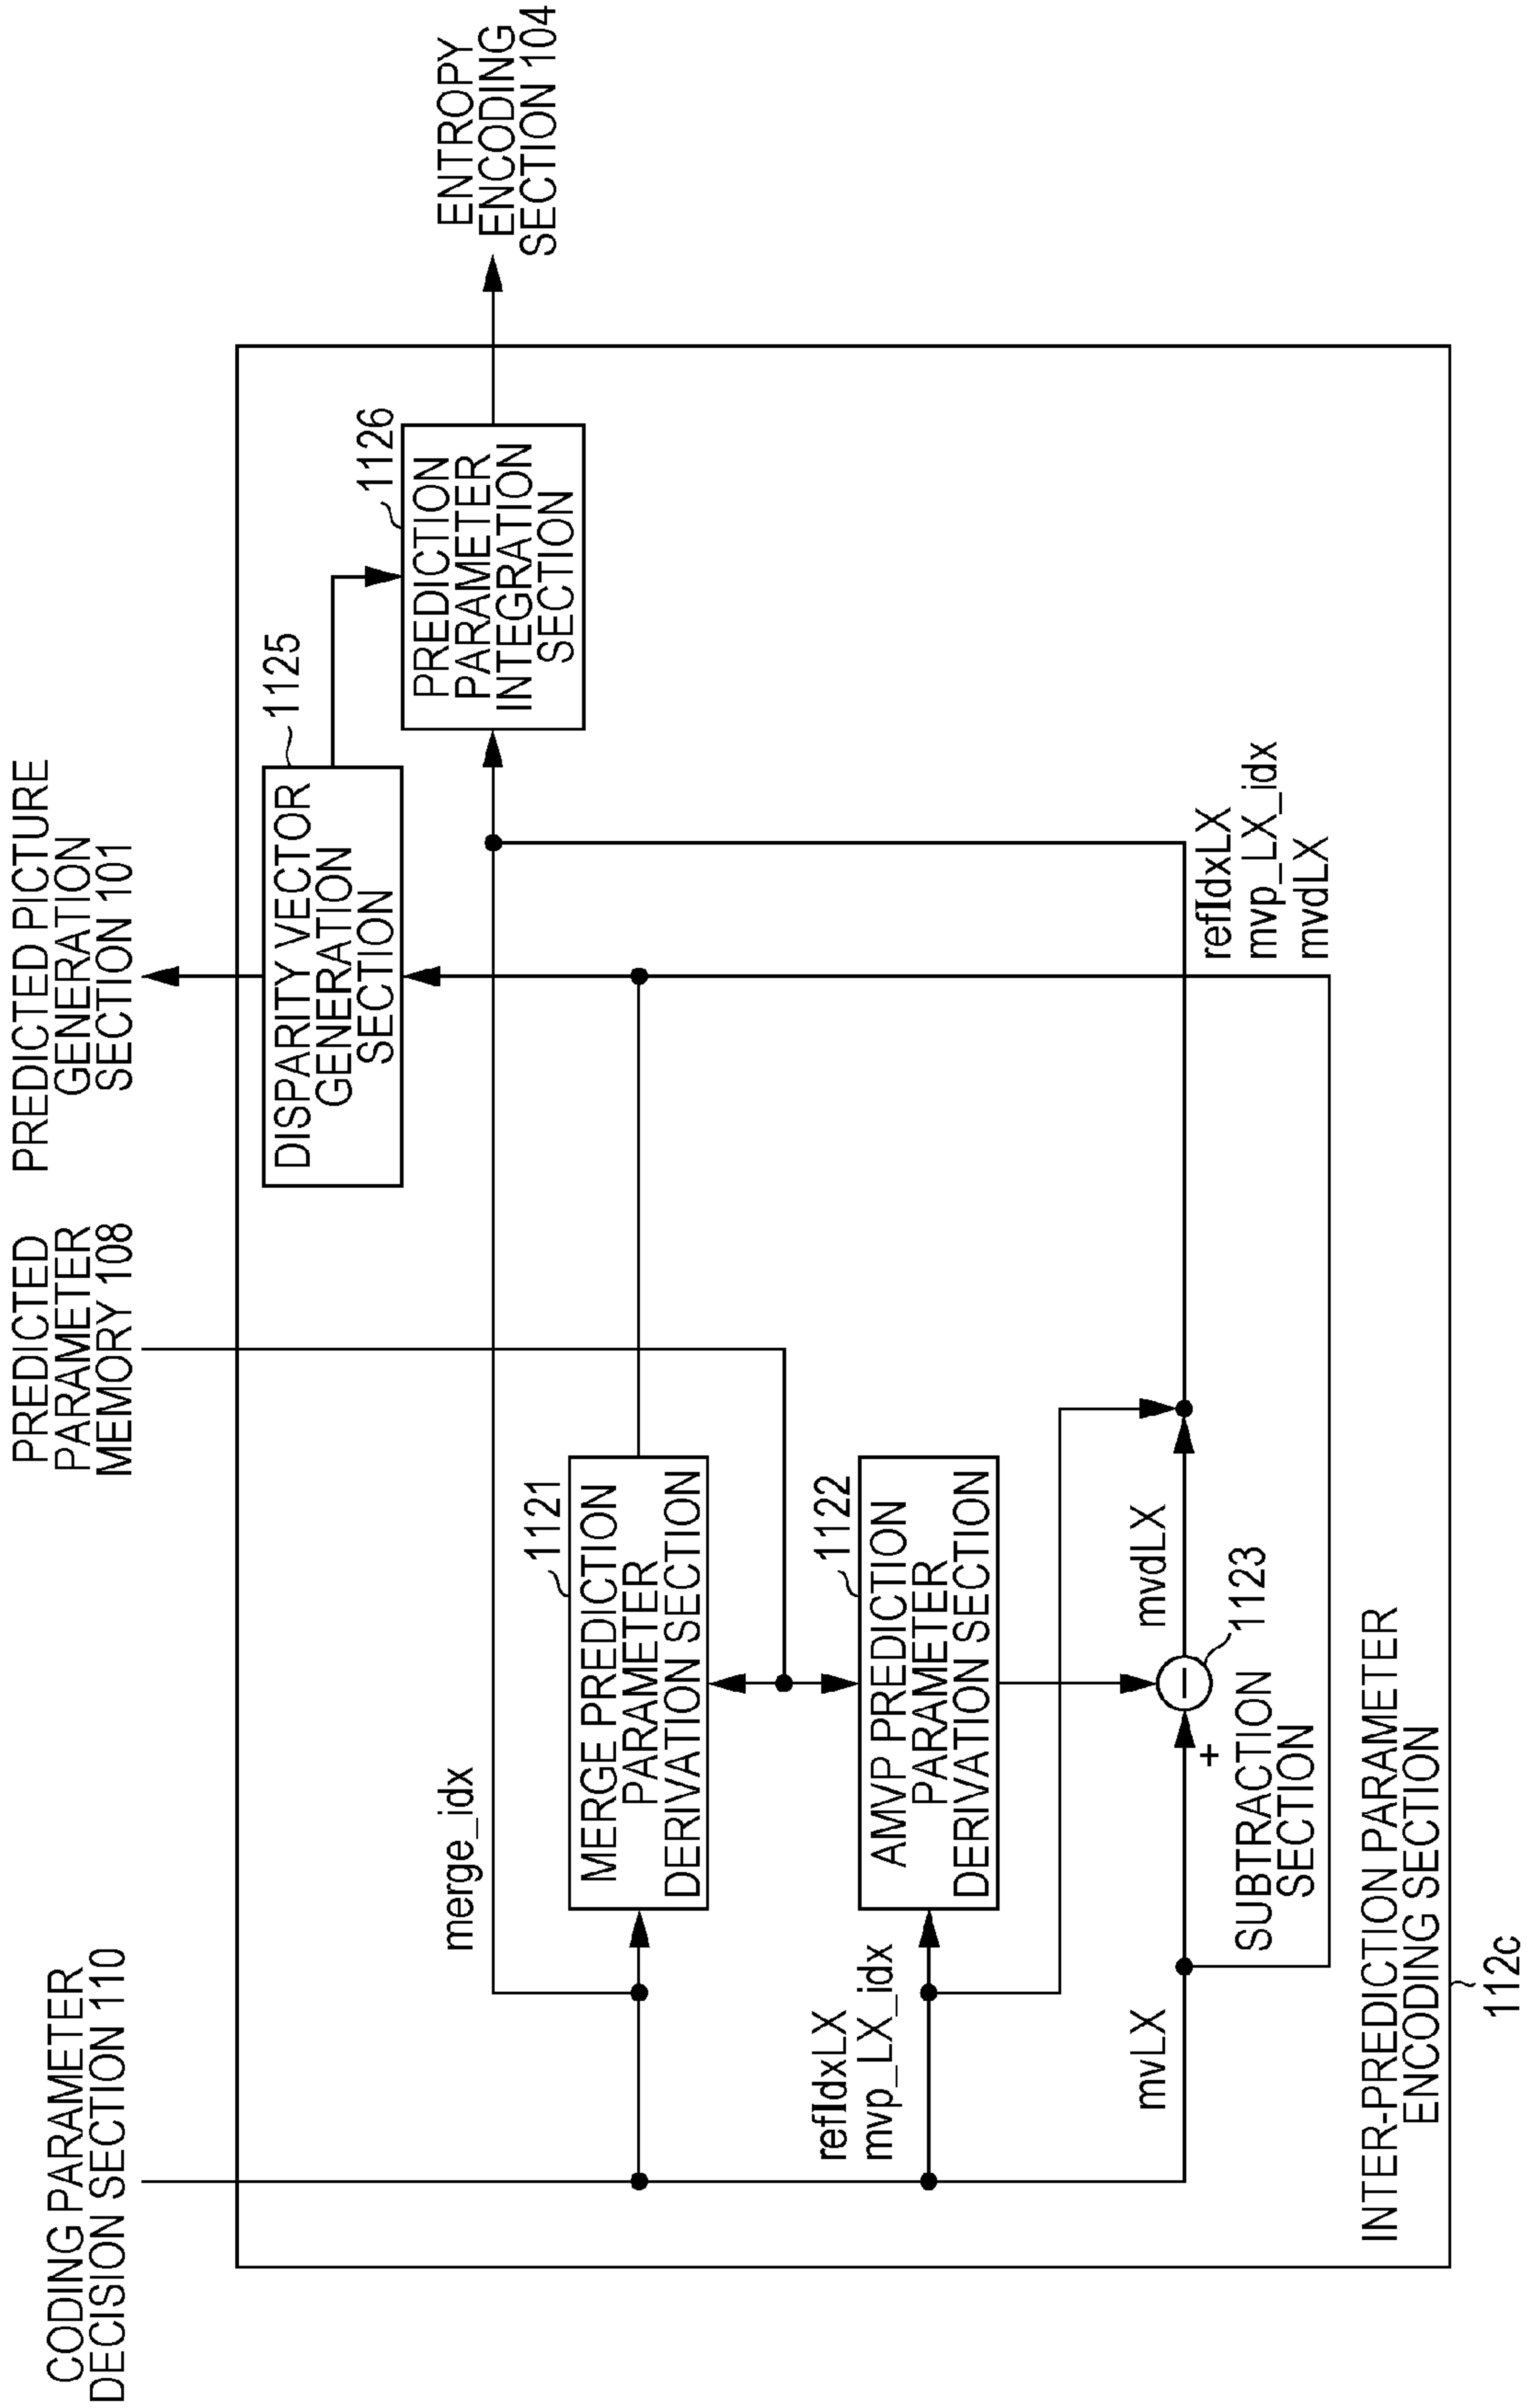 CODING PARAMETER
DECISION SECTION 110
PREDICTED
PARAMETER
MEMORY 108
PREDICTED PICTURE
GENERATION
SECTION 101
DISPARITY VECTOR
GENERATION
SECTION
1125
PREDICTION
PARAMETER
INTEGRATION
SECTION
1126
ENTROPY
ENCODING
SECTION 104
merge_idx
MERGE PREDICTION
PARAMETER
DERIVATION SECTION
1121
refIdxLX
mvp_LX_idx
AMVP PREDICTION
PARAMETER
DERIVATION SECTION
1122
mvLX
+
−
SUBTRACTION
SECTION
1123
mvdLX
refIdxLX
mvp_LX_idx
mvdLX
INTER-PREDICTION PARAMETER
ENCODING SECTION
112c